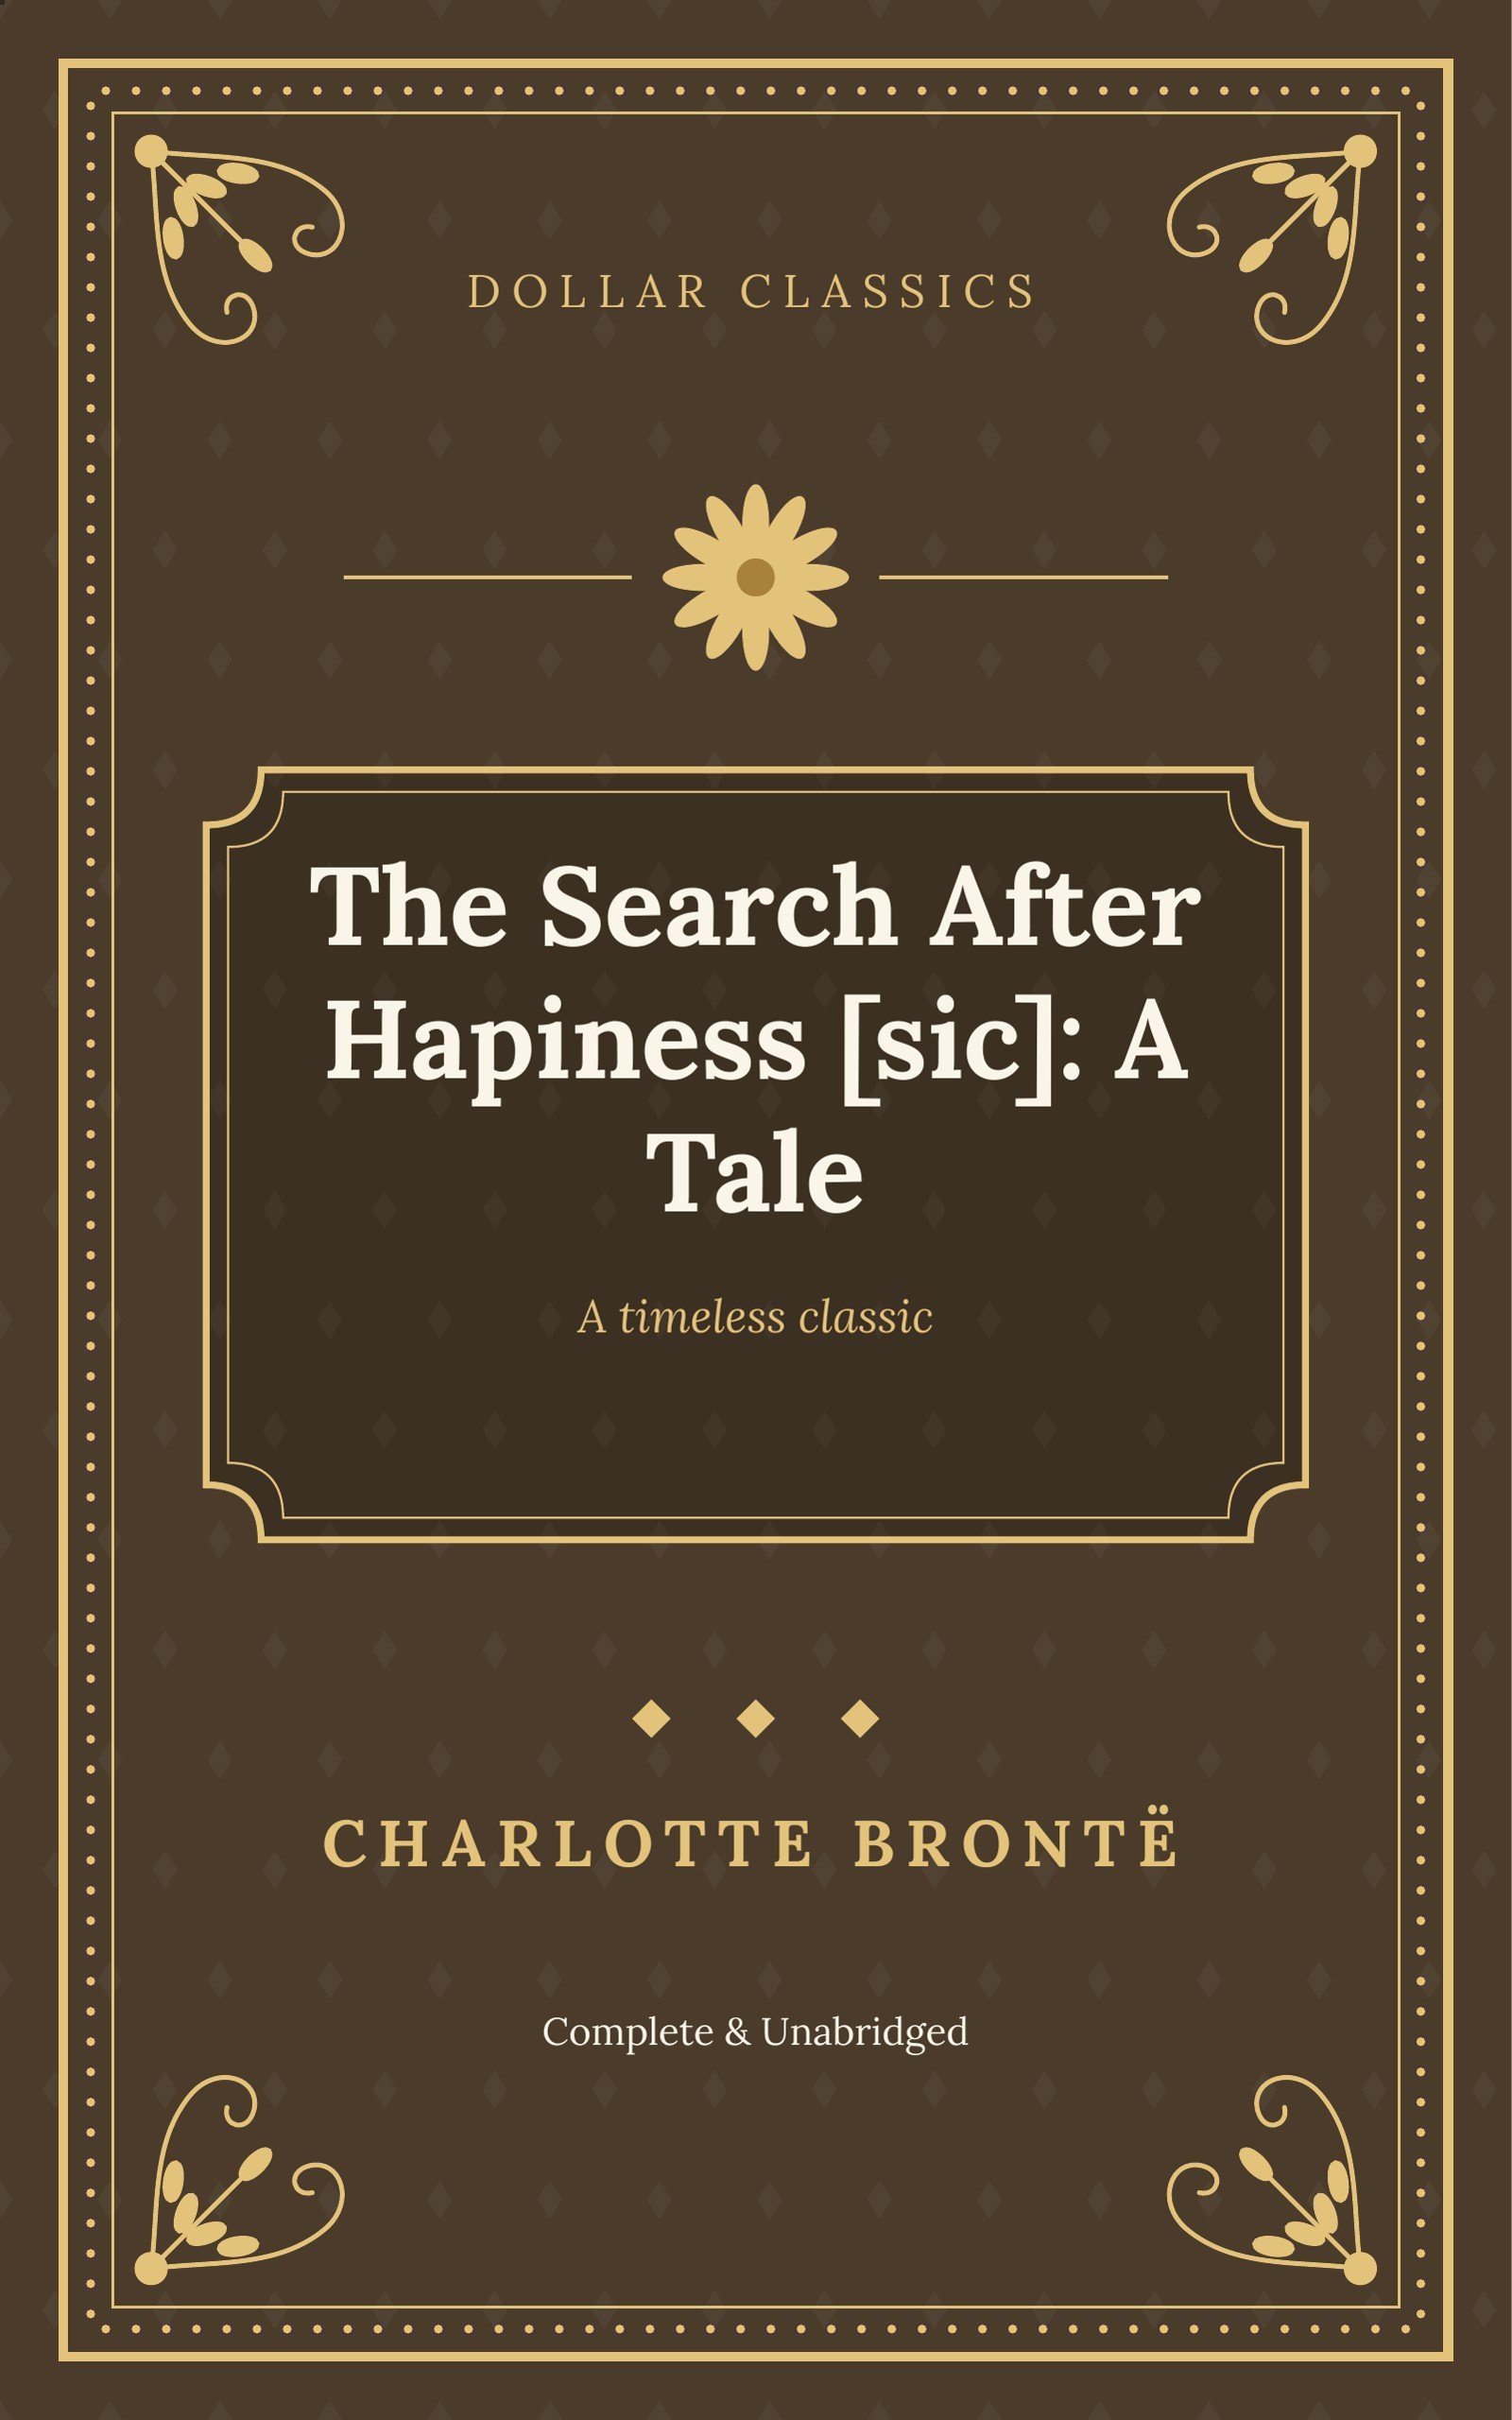 DOLLAR CLASSICS
The Search After
Hapiness [sic]: A
Tale
A timeless classic
CHARLOTTE BRONTË
Complete & Unabridged